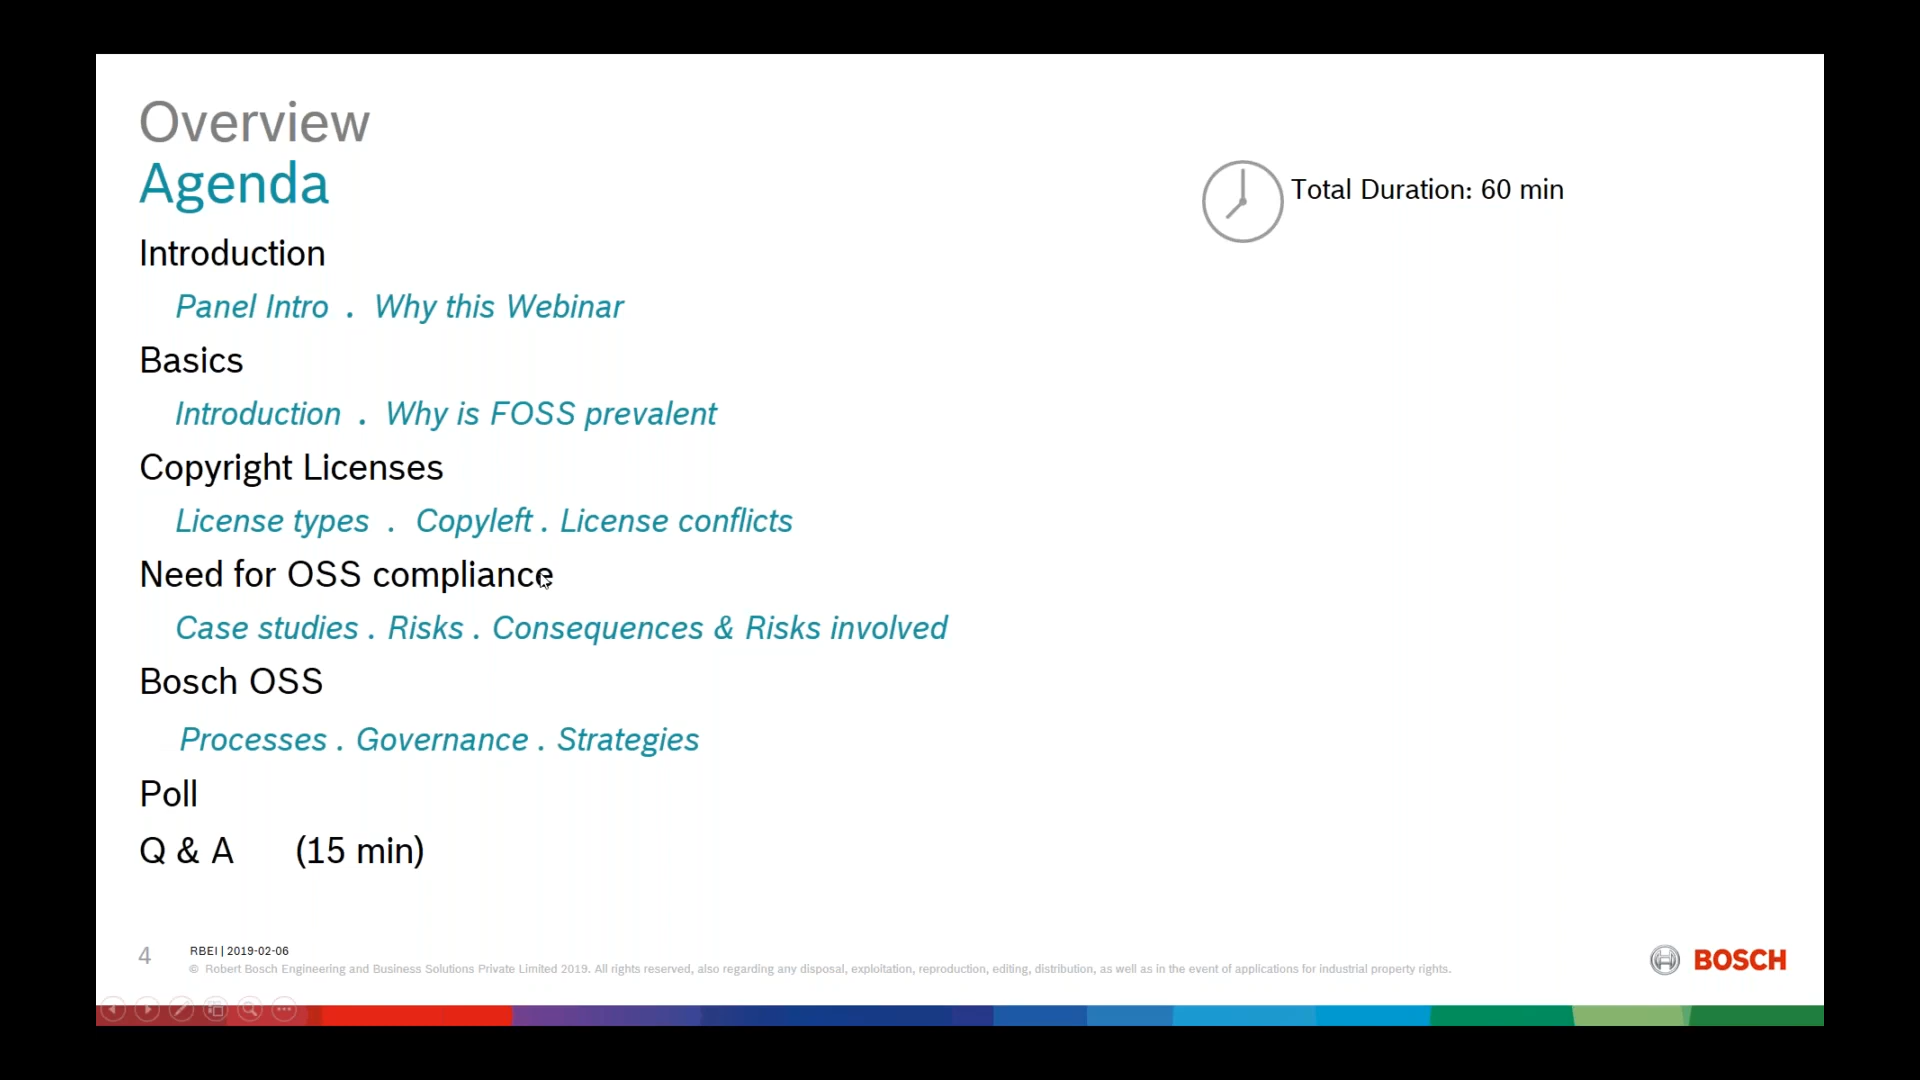 Overview
Agenda
Total Duration: 60 min
Introduction
Panel Intro . Why this Webinar
Basics
Introduction . Why is FOSS prevalent
Copyright Licenses
License types . Copyleft . License conflicts
Need for OSS compliance
Case studies . Risks . Consequences & Risks involved
Bosch OSS
Processes . Governance . Strategies
Poll
Q & A (15 min)
4
RBEI | 2019-02-06
© Robert Bosch Engineering and Business Solutions Private Limited 2019. All rights reserved, also regarding any disposal, exploitation, reproduction, editing, distribution, as well as in the event of applications for industrial property rights.
BOSCH